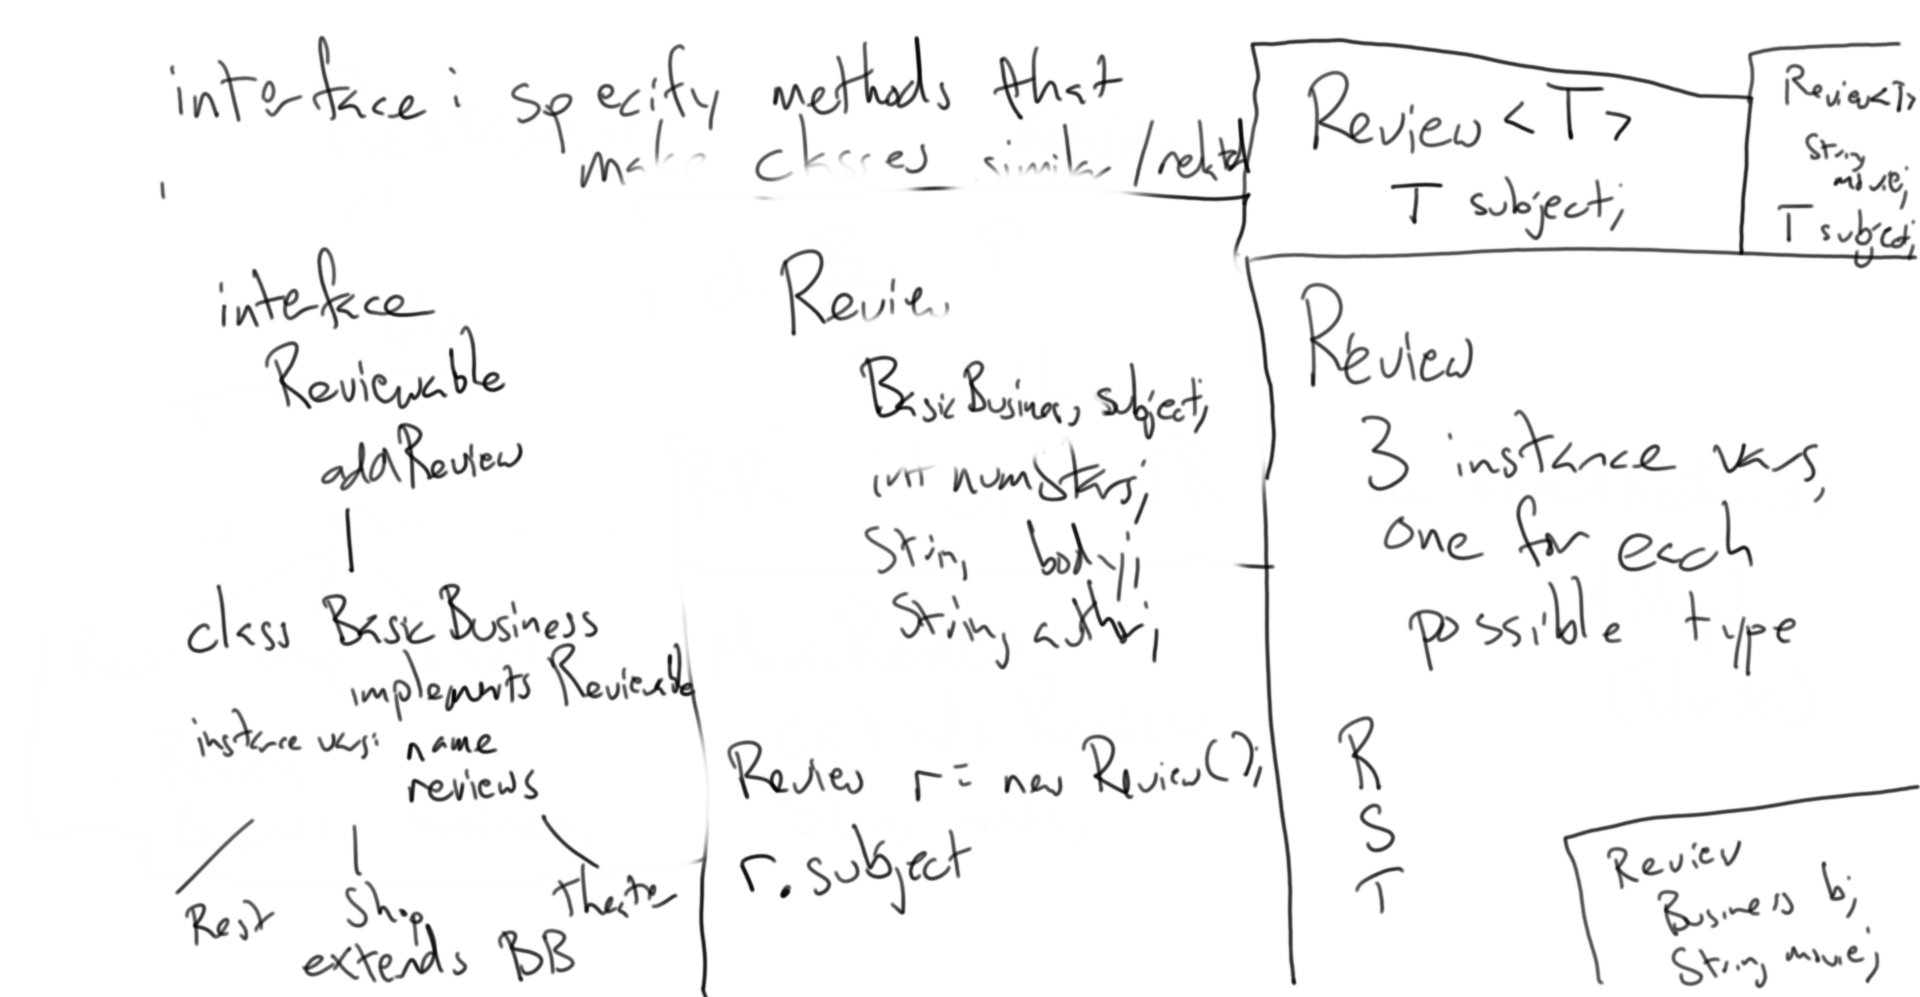 interface : specify methods that
make classes similar / related
interface
Reviewable
addReview
class BasicBusiness
implements Reviewable
instance vars: name
reviews
Rest Shop Theater
extends BB
Review
BasicBusiness subject;
int numStars;
String body;
String author;
Review r = new Review();
r. subject
Review <T>
T subject;
Review<T>
String
movie;
T subject;
Review
3 instance vars,
one for each
possible type
R
S
T
Review
Business b;
String movie;